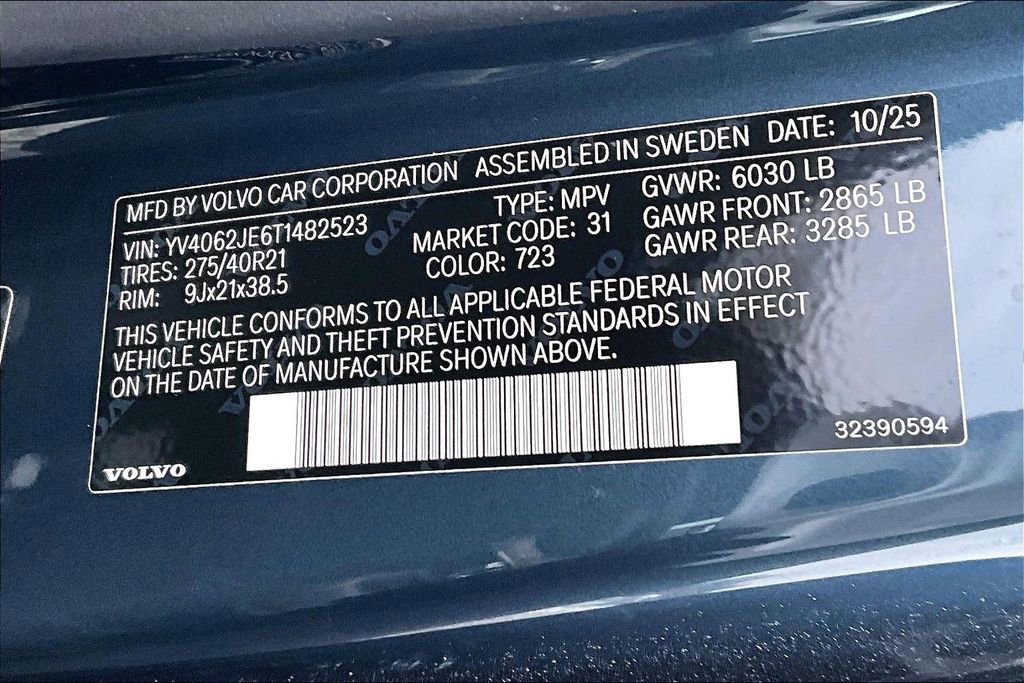 MFD BY VOLVO CAR CORPORATION ASSEMBLED IN SWEDEN DATE: 10/25
VIN: YV4062JE6T1482523 TYPE: MPV GVWR: 6030 LB
TIRES: 275/40R21 MARKET CODE: 31 GAWR FRONT: 2865 LB
RIM: 9Jx21x38.5 COLOR: 723 GAWR REAR: 3285 LB
THIS VEHICLE CONFORMS TO ALL APPLICABLE FEDERAL MOTOR
VEHICLE SAFETY AND THEFT PREVENTION STANDARDS IN EFFECT
ON THE DATE OF MANUFACTURE SHOWN ABOVE.
32390594
VOLVO